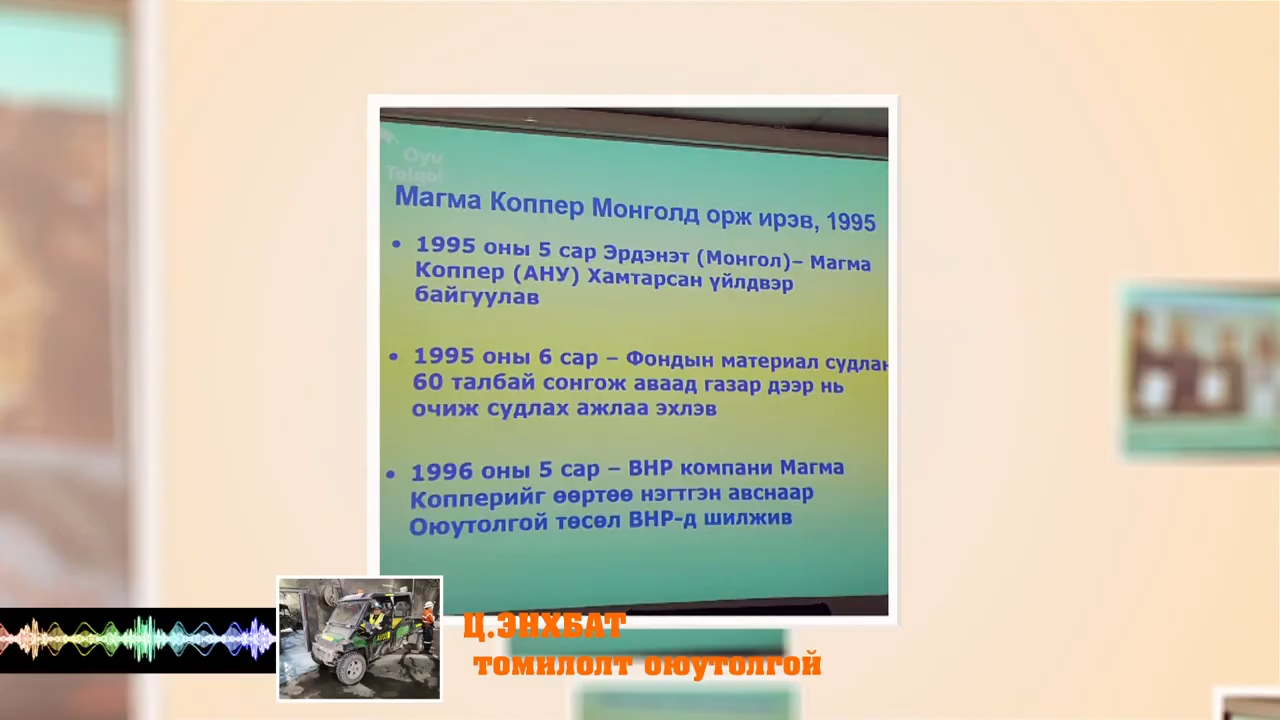 Oyu
Tolgoi
Магма Коппер Монголд орж ирэв, 1995
• 1995 оны 5 сар Эрдэнэт (Монгол)– Магма
Коппер (АНУ) Хамтарсан үйлдвэр
байгуулав
• 1995 оны 6 сар – Фондын материал судлан
60 талбай сонгож аваад газар дээр нь
очиж судлах ажлаа эхлэв
• 1996 оны 5 сар – BHP компани Магма
Копперийг өөртөө нэгтгэн авснаар
Оюутолгой төсөл BHP-д шилжив
Ц.ЭНХБАТ
ТОМИЛОЛТ ОЮУТОЛГОЙ